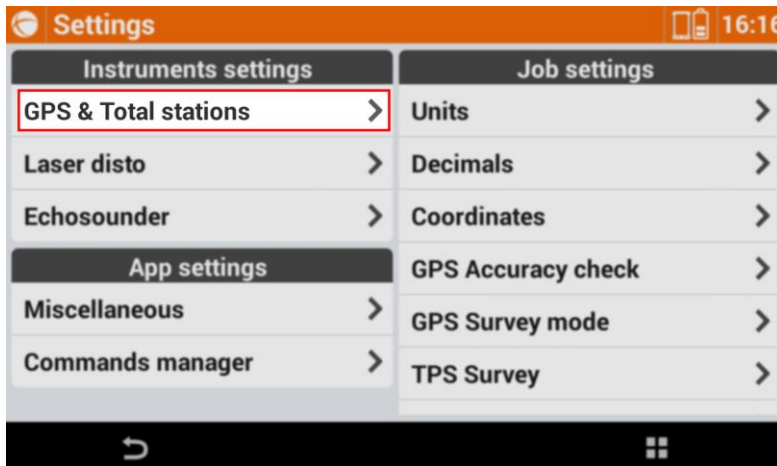 Settings
16:16
Instruments settings
GPS & Total stations
Laser disto
Echosounder
App settings
Miscellaneous
Commands manager
Job settings
Units
Decimals
Coordinates
GPS Accuracy check
GPS Survey mode
TPS Survey